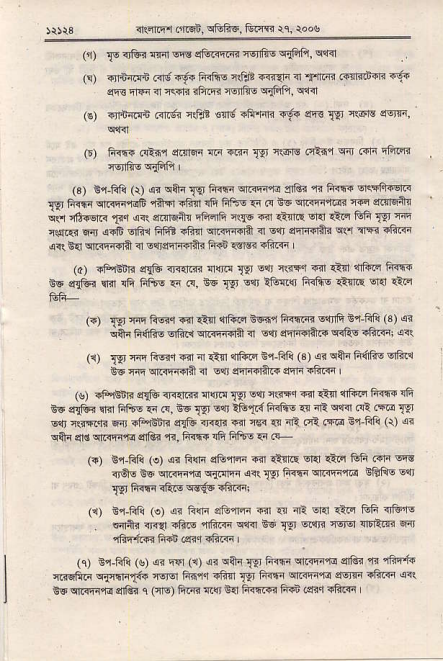 ১২১২৪ বাংলাদেশ গেজেট, অতিরিক্ত, ডিসেম্বর ২৭, ২০০৬
(গ) মৃত ব্যক্তির ময়না তদন্ত প্রতিবেদনের সত্যায়িত অনুলিপি, অথবা
(ঘ) ক্যান্টনমেন্ট বোর্ড কর্তৃক নিবন্ধিত সংশ্লিষ্ট কবরস্থান বা শ্মশানের কেয়ারটেকার কর্তৃক
প্রদত্ত দাফন বা সৎকার রসিদের সত্যায়িত অনুলিপি, অথবা
(ঙ) ক্যান্টনমেন্ট বোর্ডের সংশ্লিষ্ট ওয়ার্ড কমিশনার কর্তৃক প্রদত্ত মৃত্যু সংক্রান্ত প্রত্যয়ন,
অথবা
(চ) নিবন্ধক যেইরূপ প্রয়োজন মনে করেন মৃত্যু সংক্রান্ত সেইরূপ অন্য কোন দলিলের
সত্যায়িত অনুলিপি।
(৪) উপ-বিধি (২) এর অধীন মৃত্যু নিবন্ধন আবেদনপত্র প্রাপ্তির পর নিবন্ধক তাৎক্ষণিকভাবে
মৃত্যু নিবন্ধন আবেদনপত্রটি পরীক্ষা করিয়া যদি নিশ্চিত হন যে উক্ত আবেদনপত্রের সকল প্রয়োজনীয়
অংশ সঠিকভাবে পূরণ এবং প্রয়োজনীয় দলিলাদি সংযুক্ত করা হইয়াছে তাহা হইলে তিনি মৃত্যু সনদ
সংগ্রহের জন্য একটি তারিখ নির্দিষ্ট করিয়া আবেদনকারী বা তথ্য প্রদানকারীর অংশ স্বাক্ষর করিবেন
এবং উহা আবেদনকারী বা তথ্যপ্রদানকারীর নিকট হস্তান্তর করিবেন।
(৫) কম্পিউটার প্রযুক্তি ব্যবহারের মাধ্যমে মৃত্যু তথ্য সংরক্ষণ করা হইয়া থাকিলে নিবন্ধক
উক্ত প্রযুক্তির দ্বারা যদি নিশ্চিত হন যে, উক্ত মৃত্যু তথ্য ইতিমধ্যে নিবন্ধিত হইয়াছে তাহা হইলে
তিনি—
(ক) মৃত্যু সনদ বিতরণ করা হইয়া থাকিলে উক্তরূপ নিবন্ধনের তথ্যাদি উপ-বিধি (৪) এর
অধীন নির্ধারিত তারিখে আবেদনকারী বা তথ্য প্রদানকারীকে অবহিত করিবেন; এবং
(খ) মৃত্যু সনদ বিতরণ করা না হইয়া থাকিলে উপ-বিধি (৪) এর অধীন নির্ধারিত তারিখে
উক্ত সনদ আবেদনকারী বা তথ্যপ্রদানকারীকে প্রদান করিবেন।
(৬) কম্পিউটার প্রযুক্তি ব্যবহারের মাধ্যমে মৃত্যু তথ্য সংরক্ষণ করা হইয়া থাকিলে নিবন্ধক যদি
উক্ত প্রযুক্তির দ্বারা নিশ্চিত হন যে, উক্ত মৃত্যু তথ্য ইতিপূর্বে নিবন্ধিত হয় নাই অথবা যেই ক্ষেত্রে মৃত্যু
তথ্য সংরক্ষণের জন্য কম্পিউটার প্রযুক্তি ব্যবহার করা সম্ভব হয় নাই সেই ক্ষেত্রে উপ-বিধি (২) এর
অধীন প্রাপ্ত আবেদনপত্র প্রাপ্তির পর, নিবন্ধক যদি নিশ্চিত হন যে—
(ক) উপ-বিধি (৩) এর বিধান প্রতিপালন করা হইয়াছে তাহা হইলে তিনি কোন তদন্ত
ব্যতীত উক্ত আবেদনপত্র অনুমোদন এবং মৃত্যু নিবন্ধন আবেদনপত্রে উল্লিখিত তথ্য
মৃত্যু নিবন্ধন বহিতে অন্তর্ভুক্ত করিবেন;
(খ) উপ-বিধি (৩) এর বিধান প্রতিপালন করা হয় নাই তাহা হইলে তিনি ব্যক্তিগত
শুনানীর ব্যবস্থা করিতে পারিবেন অথবা উক্ত মৃত্যু তথ্যের সত্যতা যাচাইয়ের জন্য
পরিদর্শকের নিকট প্রেরণ করিবেন।
(৭) উপ-বিধি (৬) এর দফা (খ) এর অধীন মৃত্যু নিবন্ধন আবেদনপত্র প্রাপ্তির পর পরিদর্শক
সরেজমিনে অনুসন্ধানপূর্বক সত্যতা নিরূপণ করিয়া মৃত্যু নিবন্ধন আবেদনপত্র প্রত্যয়ন করিবেন এবং
উক্ত আবেদনপত্র প্রাপ্তির ৭ (সাত) দিনের মধ্যে উহা নিবন্ধকের নিকট প্রেরণ করিবেন।